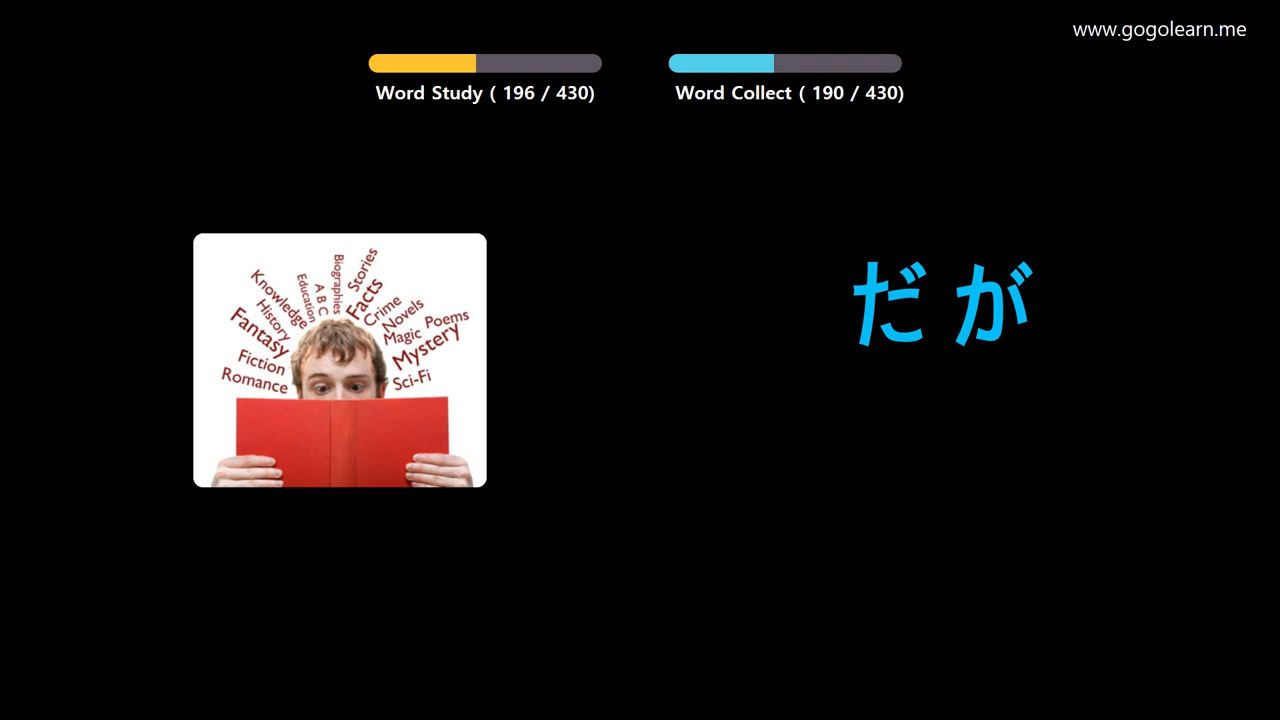 www.gogolearn.me
Word Study ( 196 / 430)
Word Collect ( 190 / 430)
Knowledge
History
Fantasy
Fiction
Romance
Education
A B C
Biographies
Stories
Facts
Crime
Novels
Magic
Poems
Mystery
Sci-Fi
だが